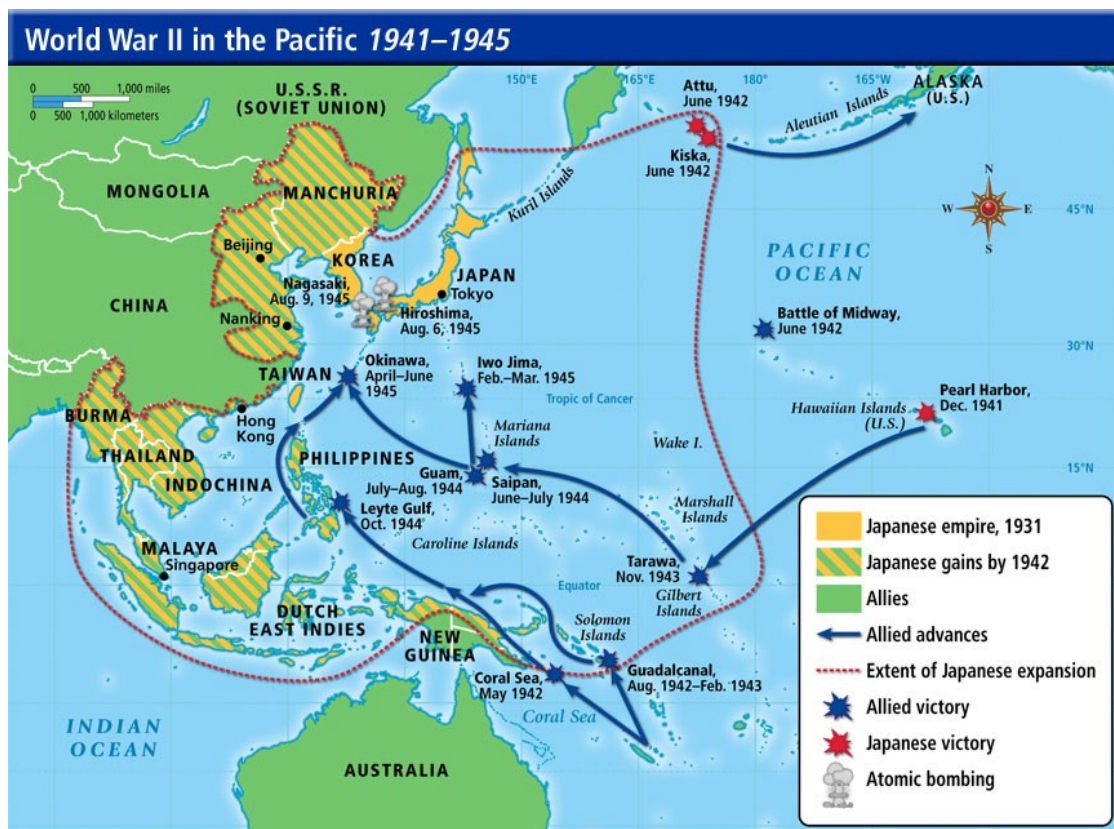 World War II in the Pacific 1941–1945
0 500 1,000 miles
0 500 1,000 kilometers
U.S.S.R.
(SOVIET UNION)
150°E
165°E
180°
165°W
ALASKA
(U.S.)
Attu,
June 1942
Aleutian Islands
Kiska,
June 1942
MONGOLIA
MANCHURIA
Kuril Islands
N
W
E
S
45°N
Beijing
KOREA
JAPAN
Tokyo
PACIFIC
OCEAN
CHINA
Nagasaki,
Aug. 9, 1945
Nanking
Hiroshima,
Aug. 6, 1945
Battle of Midway,
June 1942
30°N
TAIWAN
Okinawa,
April–June
1945
Iwo Jima,
Feb.–Mar. 1945
Tropic of Cancer
Pearl Harbor,
Dec. 1941
Hawaiian Islands
(U.S.)
BURMA
Hong
Kong
Mariana
Islands
Wake I.
THAILAND
PHILIPPINES
INDOCHINA
Guam,
July–Aug. 1944
Saipan,
June–July 1944
15°N
Leyte Gulf,
Oct. 1944
Marshall
Islands
Caroline Islands
MALAYA
Singapore
Tarawa,
Nov. 1943
Equator
Gilbert
Islands
DUTCH
EAST INDIES
NEW
GUINEA
Solomon
Islands
Coral Sea,
May 1942
Guadalcanal,
Aug. 1942–Feb. 1943
Coral Sea
INDIAN
OCEAN
AUSTRALIA
Japanese empire, 1931
Japanese gains by 1942
Allies
Allied advances
Extent of Japanese expansion
Allied victory
Japanese victory
Atomic bombing